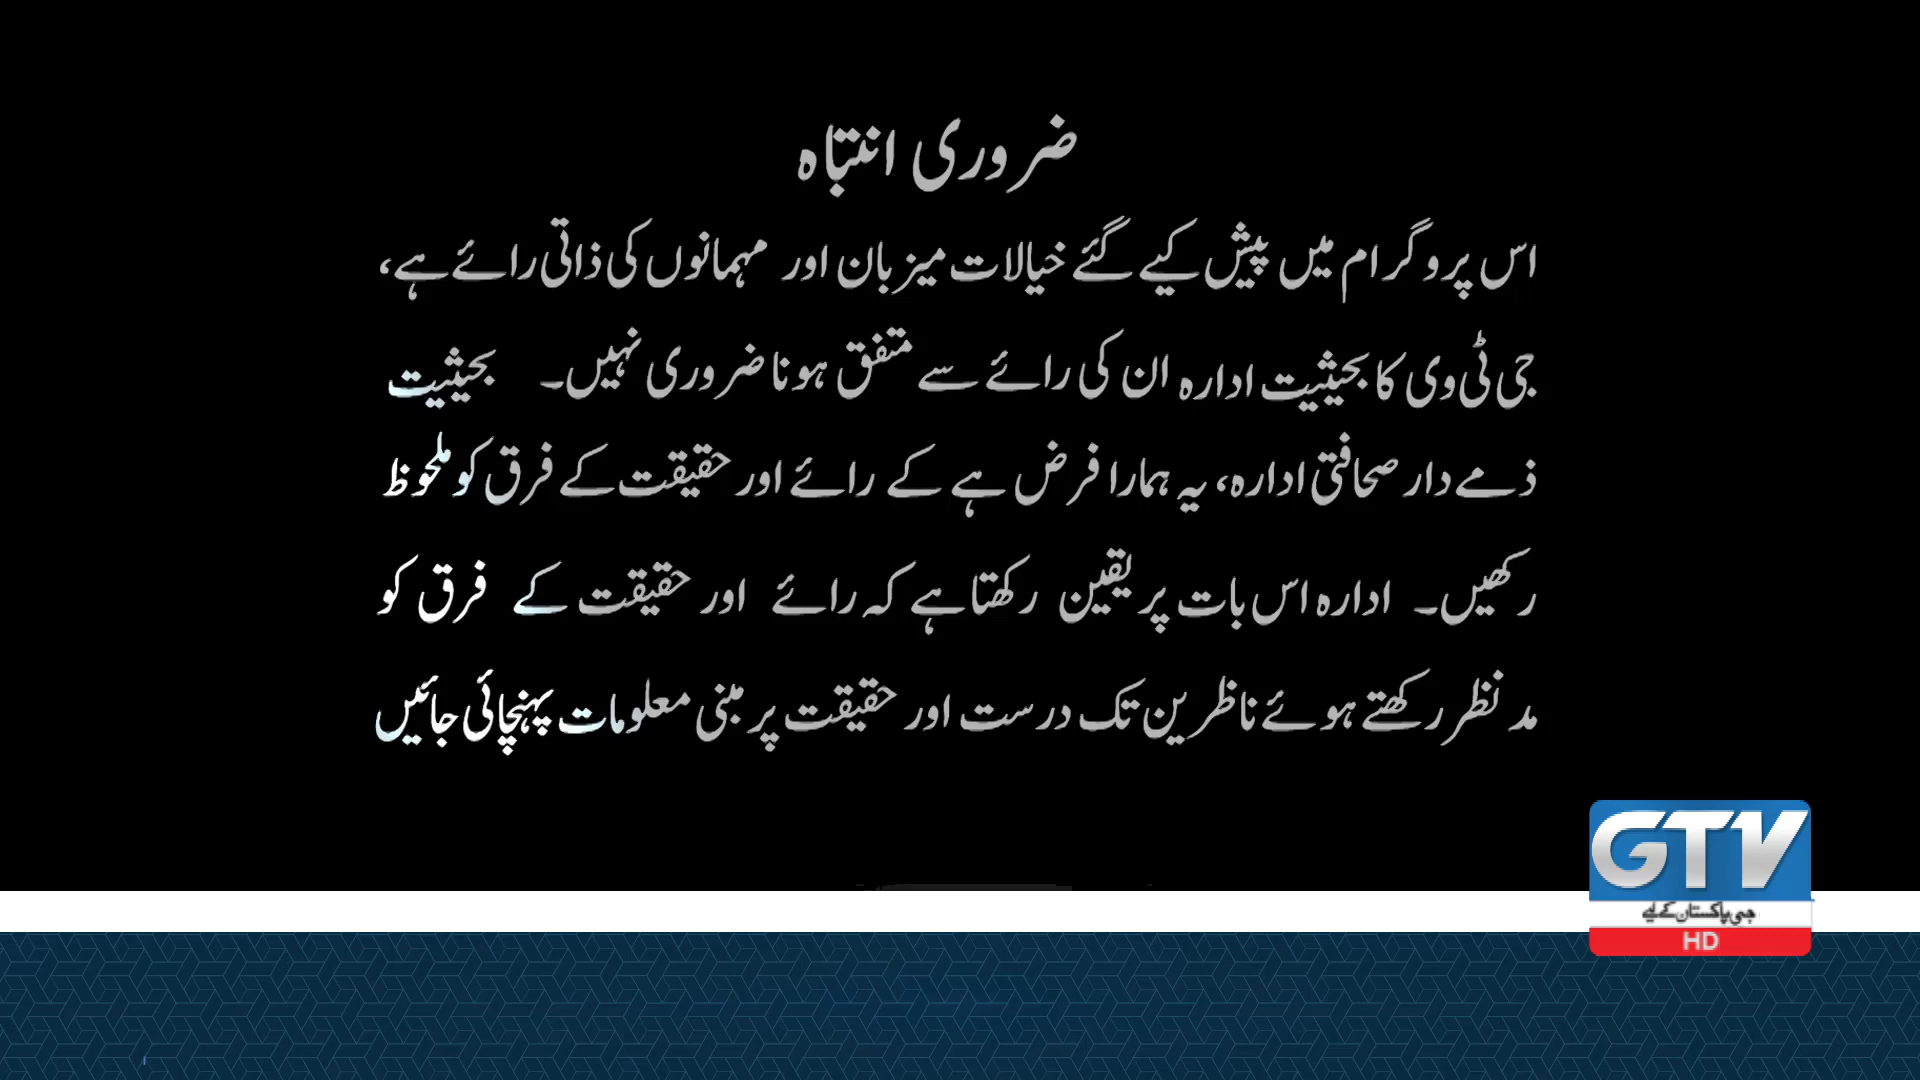 ضروری انتباہ
اس پروگرام میں پیش کیے گئے خیالات میزبان اور مہمانوں کی ذاتی رائے ہے،
جی ٹی وی کا بحیثیت ادارہ ان کی رائے سے متفق ہونا ضروری نہیں۔ بحیثیت
ذمے دار صحافتی ادارہ، یہ ہمارا فرض ہے کے رائے اور حقیقت کے فرق کو ملحوظ
رکھیں۔ ادارہ اس بات پر یقین رکھتا ہے کہ رائے اور حقیقت کے فرق کو
مد نظر رکھتے ہوئے ناظرین تک درست اور حقیقت پر مبنی معلومات پہنچائی جائیں
GTV
جیو پاکستان کے لیے
HD